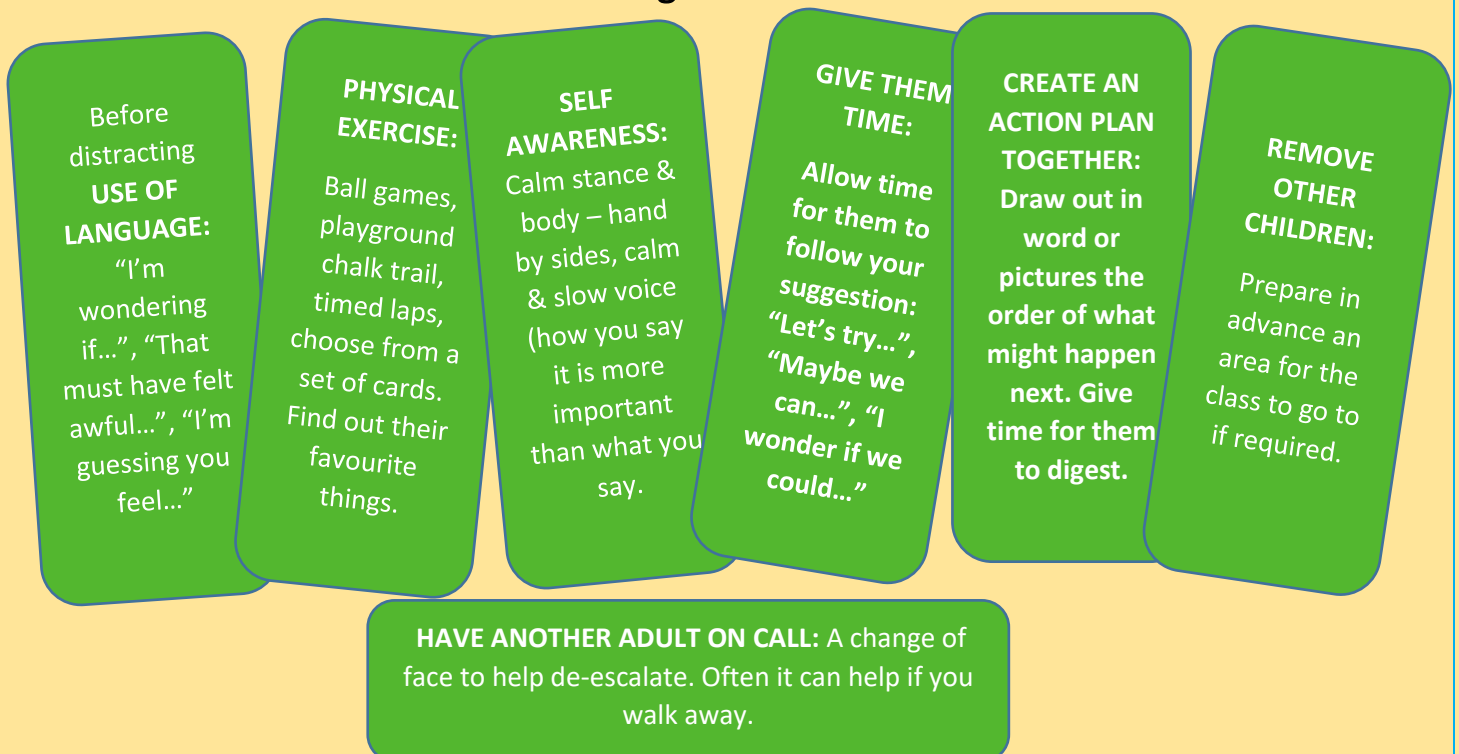 Before
distracting
USE OF
LANGUAGE:
“I’m
wondering
if…”, “That
must have felt
awful…”, “I’m
guessing you
feel…”
PHYSICAL
EXERCISE:
Ball games,
playground
chalk trail,
timed laps,
choose from a
set of cards.
Find out their
favourite
things.
SELF
AWARENESS:
Calm stance &
body – hand
by sides, calm
& slow voice
(how you say
it is more
important
than what you
say.
GIVE THEM
TIME:
Allow time
for them to
follow your
suggestion:
“Let’s try…”,
“Maybe we
can…”, “I
wonder if we
could…”
CREATE AN
ACTION PLAN
TOGETHER:
Draw out in
word or
pictures the
order of what
might happen
next. Give
time for them
to digest.
REMOVE
OTHER
CHILDREN:
Prepare in
advance an
area for the
class to go to
if required.
HAVE ANOTHER ADULT ON CALL: A change of
face to help de-escalate. Often it can help if you
walk away.